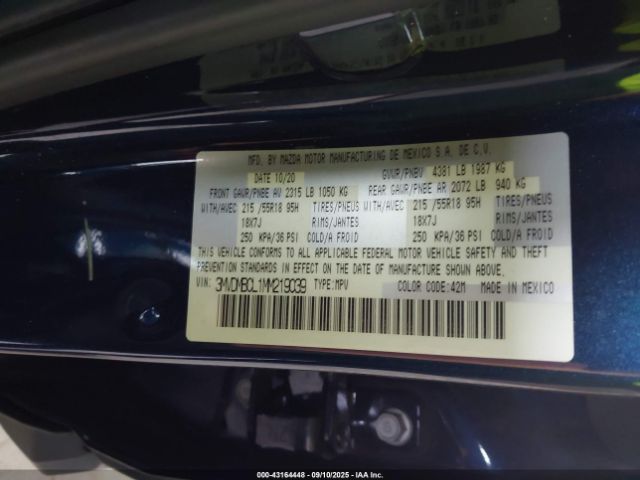 MFD. BY MAZDA MOTOR MANUFACTURING DE MEXICO S.A. DE C.V.
DATE 10/20 GVWR/PNBV 4381 LB 1987 KG
FRONT GAWR/PNBE AV 2315 LB 1050 KG REAR GAWR/PNBE AR 2072 LB 940 KG
WITH/AVEC 215 /55R18 95H TIRES/PNEUS WITH/AVEC 215 /55R18 95H TIRES/PNEUS
18X7J RIMS/JANTES 18X7J RIMS/JANTES
250 KPA/36 PSI COLD/A FROID 250 KPA/36 PSI COLD/A FROID
THIS VEHICLE CONFORMS TO ALL APPLICABLE FEDERAL MOTOR VEHICLE SAFETY AND THEFT
PREVENTION STANDARDS IN EFFECT ON THE DATE OF MANUFACTURE SHOWN ABOVE.
VIN: 3MVDMBCL1MM219039 TYPE:MPV COLOR CODE:42M MADE IN MEXICO
000-43164448 - 09/10/2025 - IAA Inc.